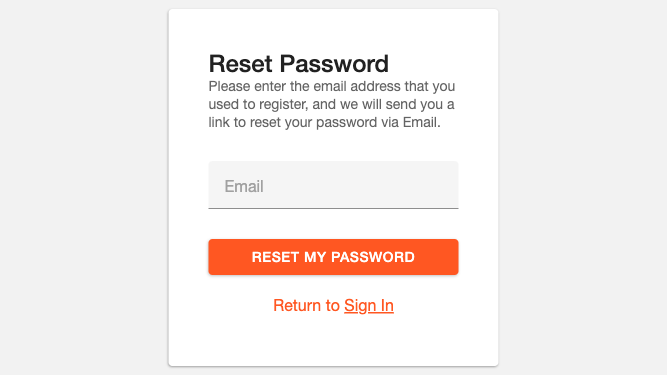 Reset Password
Please enter the email address that you
used to register, and we will send you a
link to reset your password via Email.
Email
RESET MY PASSWORD
Return to Sign In